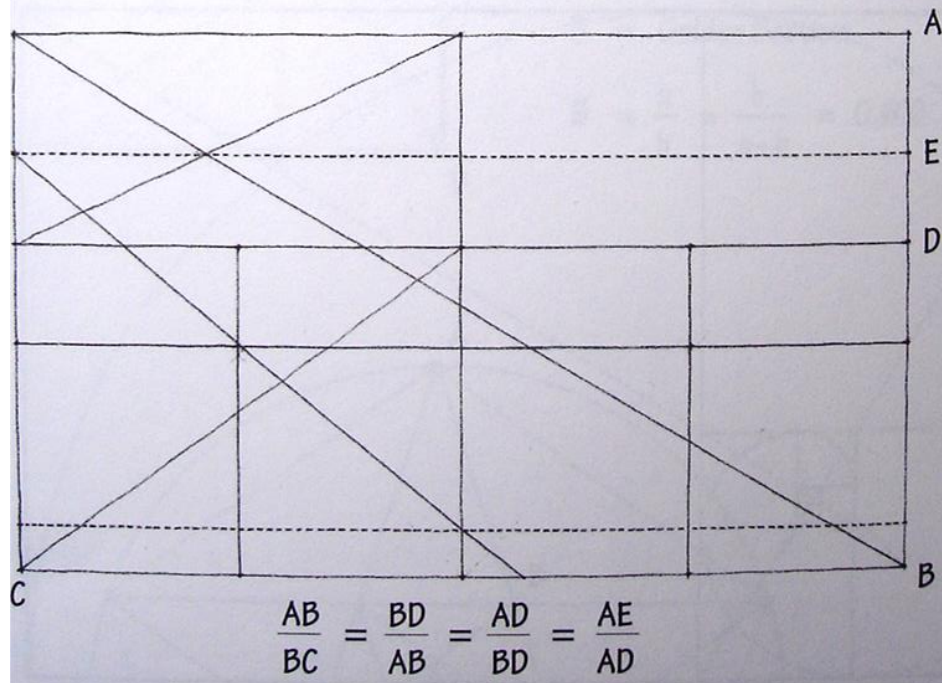 A
E
D
C
B
AB/BC = BD/AB = AD/BD = AE/AD